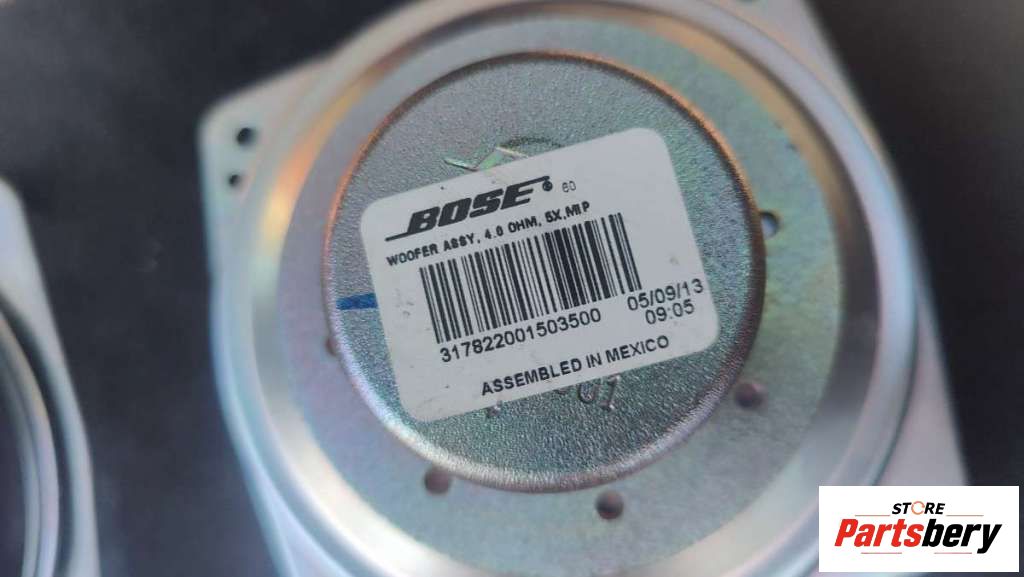 BOSE® 60
WOOFER ASSY, 4.0 OHM, 5X,MIP
317822001503500
05/09/13
09:05
ASSEMBLED IN MEXICO
STORE
Partsbery